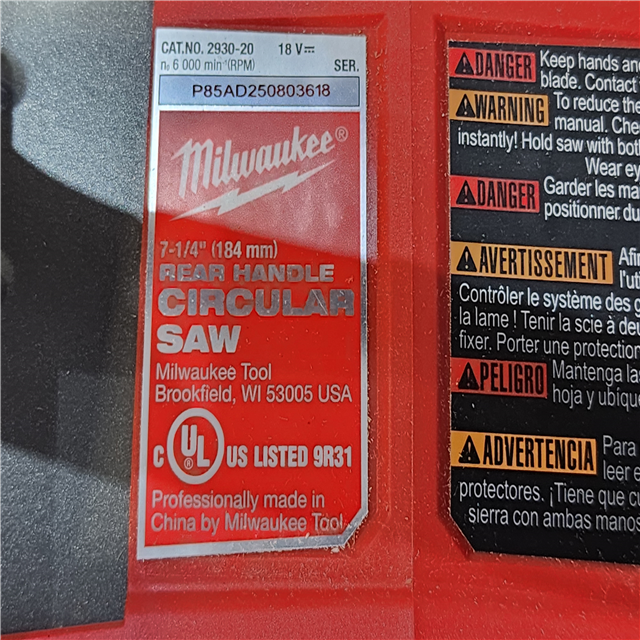 CAT.NO. 2930-20 18 V⎓
n₀ 6 000 min⁻¹(RPM) SER.
P85AD250803618
Milwaukee®
7-1/4" (184 mm)
REAR HANDLE
CIRCULAR
SAW
Milwaukee Tool
Brookfield, WI 53005 USA
C UL® US LISTED 9R31
Professionally made in
China by Milwaukee Tool
DANGER Keep hands and
blade. Contact
WARNING To reduce the
manual. Che
instantly! Hold saw with both
Wear ey
DANGER Garder les ma
positionner du
AVERTISSEMENT Afin
l'ut
Contrôler le système des g
la lame ! Tenir la scie à deu
fixer. Porter une protection
PELIGRO Mantenga las
hoja y ubique
ADVERTENCIA Para
leer e
protectores. ¡Tiene que cu
sierra con ambas manos